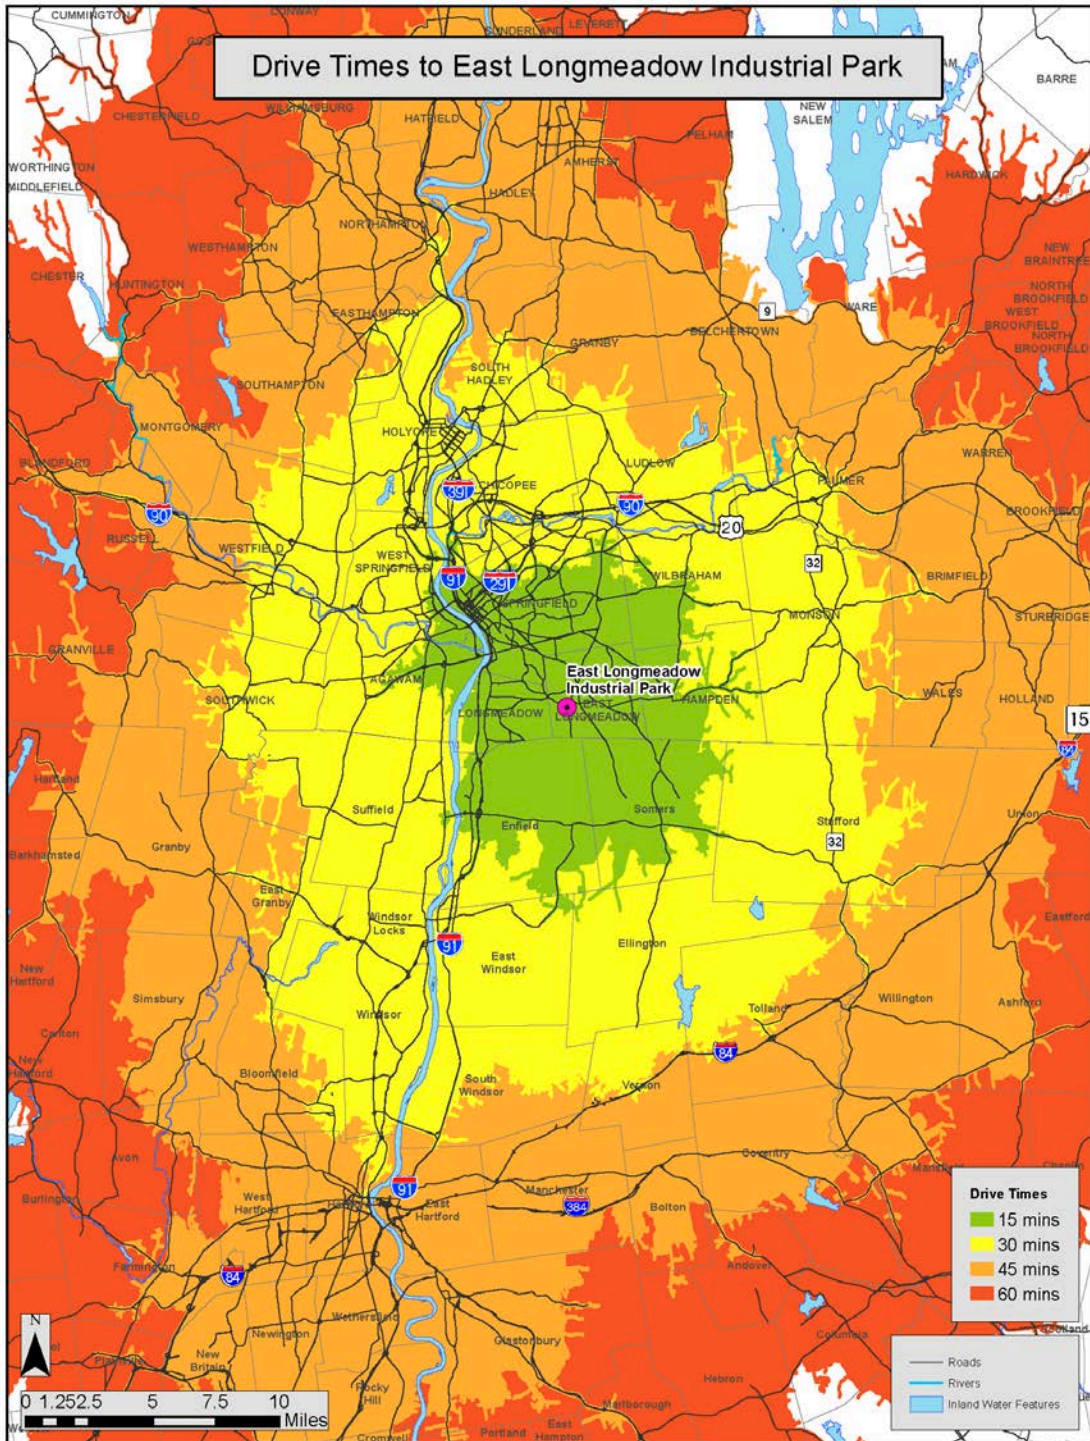 CUMMINGTON
CONWAY
SUNDERLAND
LEVERETT
Drive Times to East Longmeadow Industrial Park
BARRE
NEW
SALEM
WILLIAMSBURG
CHESTERFIELD
HATFIELD
PELHAM
AMHERST
WORTHINGTON
MIDDLEFIELD
HARDWICK
HADLEY
NORTHAMPTON
WESTHAMPTON
NEW
BRAINTREE
CHESTER
HUNTINGTON
NORTH
BROOKFIELD
WEST
BROOKFIELD
NORTH
BROOKFIELD
EASTHAMPTON
9
WARE
BELCHERTOWN
GRANBY
SOUTH
HADLEY
SOUTHAMPTON
MONTGOMERY
HOLYOKE
BLANDFORD
LUDLOW
WARREN
PALMER
391
CHICOPEE
90
90
20
BROOKFIELD
RUSSELL
WESTFIELD
WEST
SPRINGFIELD
32
91
291
WILBRAHAM
BRIMFIELD
SPRINGFIELD
MONSON
STURBRIDGE
GRANVILLE
AGAWAM
East Longmeadow
Industrial Park
SOUTHWICK
HAMPDEN
WALES
HOLLAND
LONGMEADOW
EAST
LONGMEADOW
15
84
Hartland
Suffield
Enfield
Somers
Stafford
Union
32
Granby
Barkhamsted
East
Granby
Windsor
Locks
Eastford
91
Ellington
East
Windsor
New
Hartford
Simsbury
Willington
Ashford
Tolland
Windsor
Canton
84
New
Hartford
Bloomfield
South
Windsor
Vernon
Avon
Coventry
Mansfield
91
Burlington
West
Hartford
East
Hartford
Manchester
384
Bolton
Farmington
84
Andover
Wethersfield
Newington
Glastonbury
Columbia
New
Britain
Hebron
Rocky
Hill
Marlborough
Cromwell
Portland
East
Hampton
Drive Times
15 mins
30 mins
45 mins
60 mins
Roads
Rivers
Inland Water Features
N
0 1.25 2.5 5 7.5 10
Miles